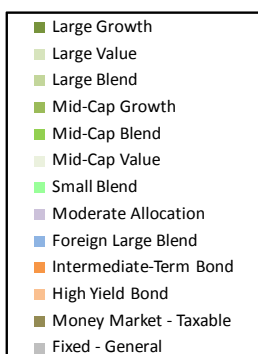 Large Growth
Large Value
Large Blend
Mid-Cap Growth
Mid-Cap Blend
Mid-Cap Value
Small Blend
Moderate Allocation
Foreign Large Blend
Intermediate-Term Bond
High Yield Bond
Money Market - Taxable
Fixed - General